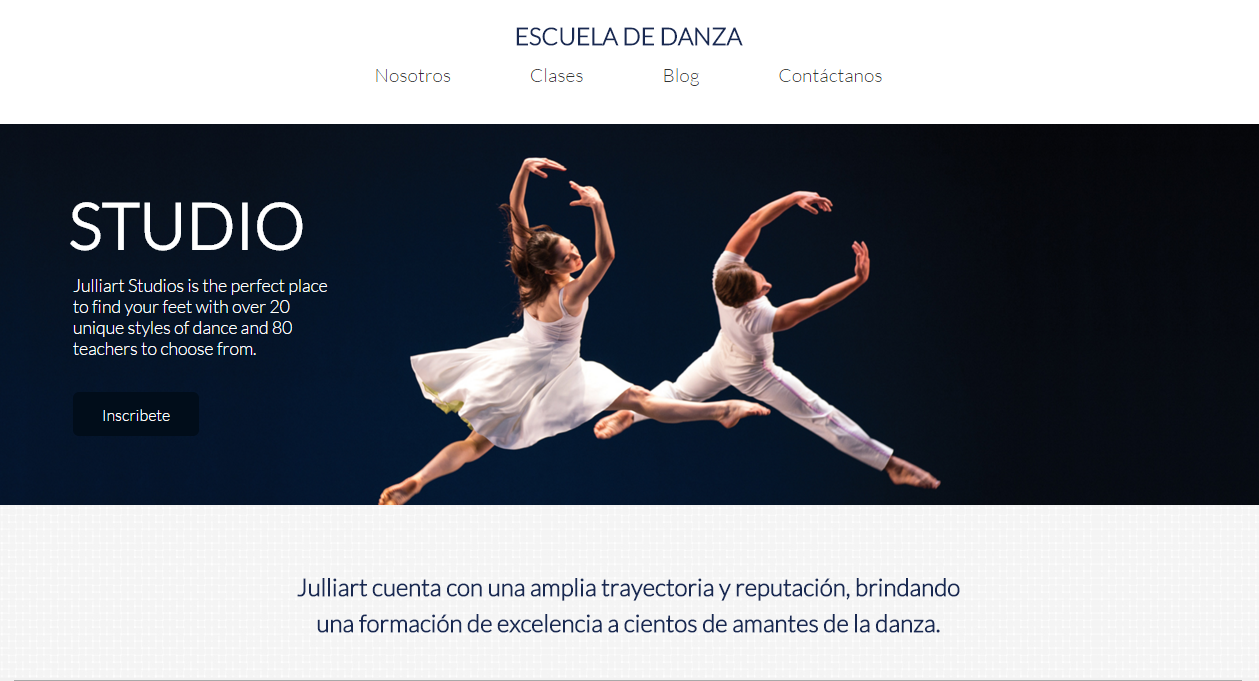 ESCUELA DE DANZA
Nosotros Clases Blog Contáctanos
STUDIO
Julliart Studios is the perfect place
to find your feet with over 20
unique styles of dance and 80
teachers to choose from.
Inscribete
Julliart cuenta con una amplia trayectoria y reputación, brindando
una formación de excelencia a cientos de amantes de la danza.